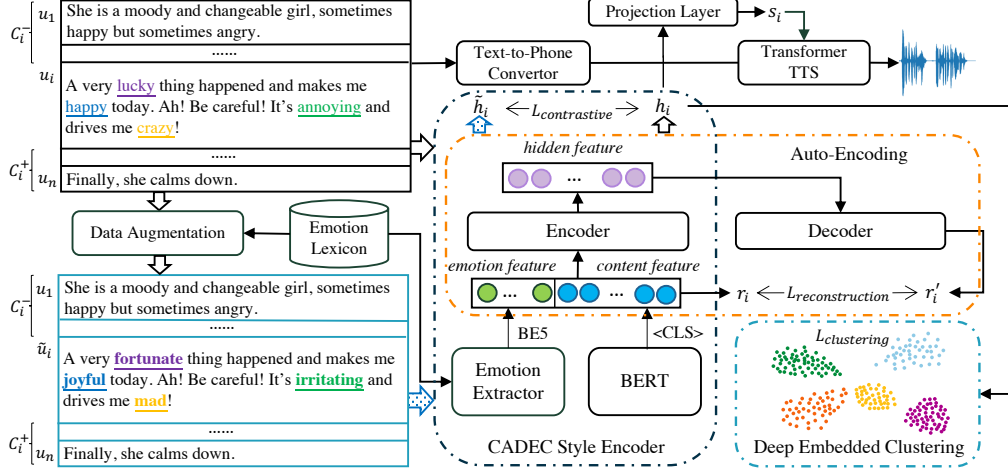 C_i^-
u_1
She is a moody and changeable girl, sometimes
happy but sometimes angry.
......
u_i
A very lucky thing happened and makes me
happy today. Ah! Be careful! It's annoying and
drives me crazy!
......
C_i^+
u_n
Finally, she calms down.
Data Augmentation
Emotion
Lexicon
C_i^-
u_1
She is a moody and changeable girl, sometimes
happy but sometimes angry.
......
ũ_i
A very fortunate thing happened and makes me
joyful today. Ah! Be careful! It's irritating and
drives me mad!
......
C_i^+
u_n
Finally, she calms down.
Projection Layer
s_i
Text-to-Phone
Convertor
Transformer
TTS
h̃_i
L_contrastive
h_i
hidden feature
...
Auto-Encoding
Encoder
Decoder
emotion feature
content feature
...
...
r_i
L_reconstruction
r_i'
BE5
<CLS>
Emotion
Extractor
BERT
CADEC Style Encoder
L_clustering
Deep Embedded Clustering